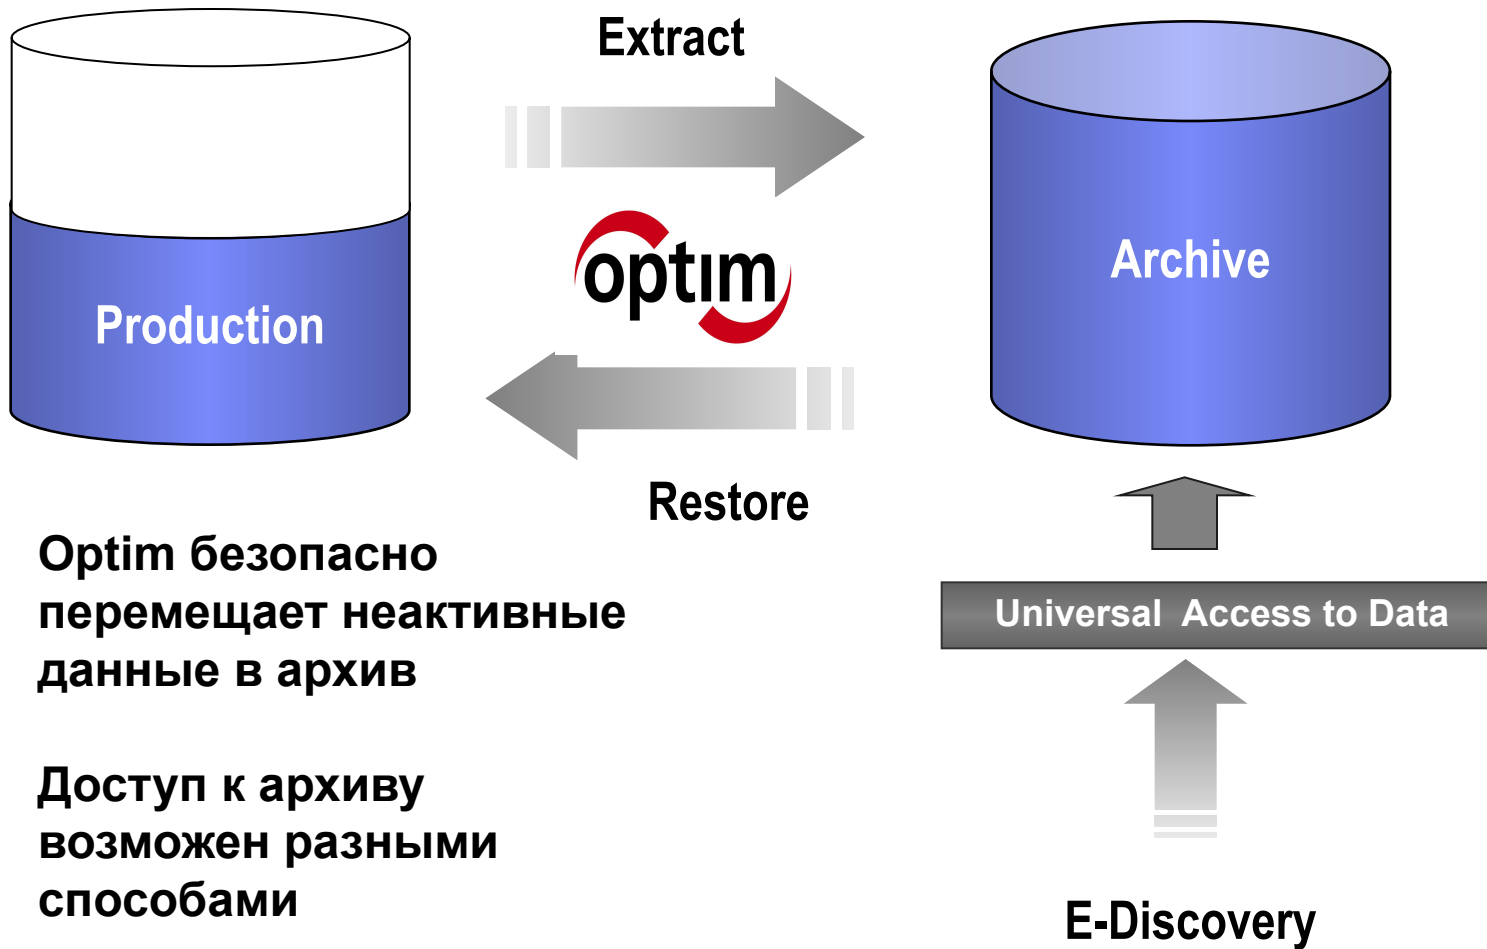 Extract
Production
optim
Archive
Restore
Optim безопасно
перемещает неактивные
данные в архив
Доступ к архиву
возможен разными
способами
Universal Access to Data
E-Discovery